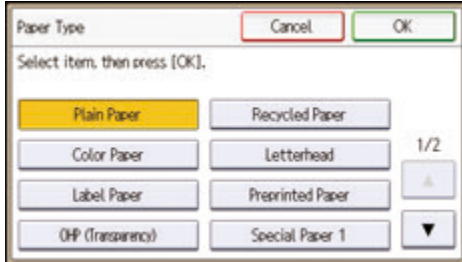 Paper Type Cancel OK
Select item, then press [OK].
Plain Paper Recycled Paper
Color Paper Letterhead 1/2
Label Paper Preprinted Paper
OHP (Transparency) Special Paper 1